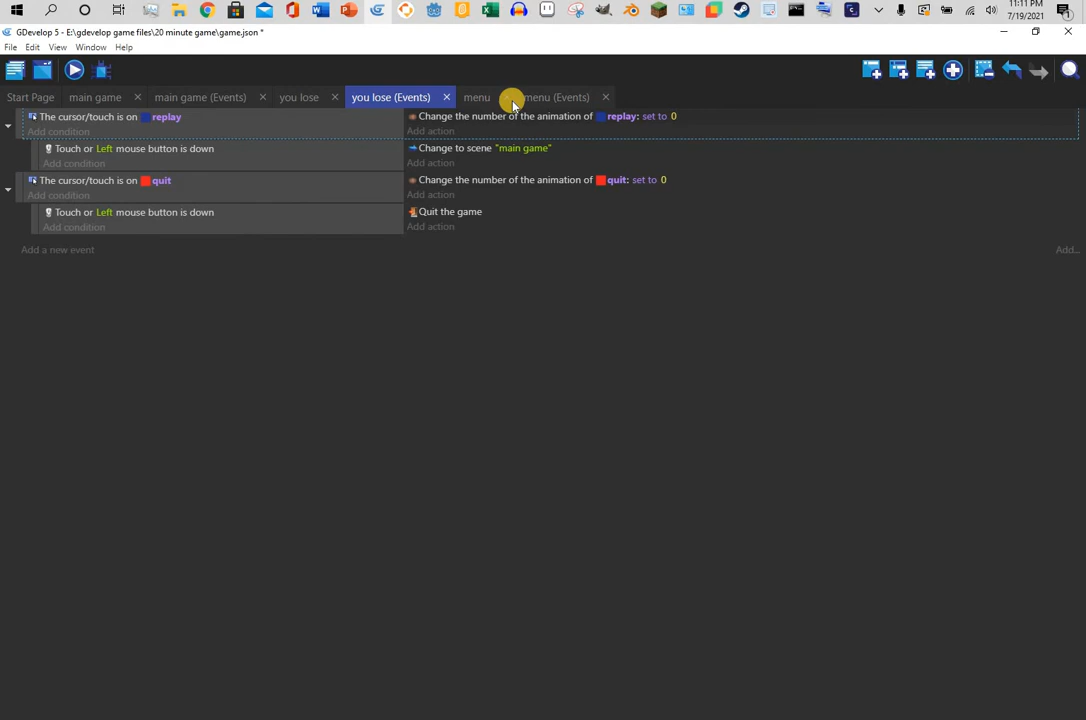 11:11 PM
7/19/2021
GDevelop 5 - E:\gdevelop game files\20 minute game\game.json *
File Edit View Window Help
Start Page main game main game (Events) you lose you lose (Events) menu menu (Events)
The cursor/touch is on replay Change the number of the animation of replay: set to 0
Add condition Add action
Touch or Left mouse button is down Change to scene "main game"
Add condition Add action
The cursor/touch is on quit Change the number of the animation of quit: set to 0
Add condition Add action
Touch or Left mouse button is down Quit the game
Add condition Add action
Add a new event Add...